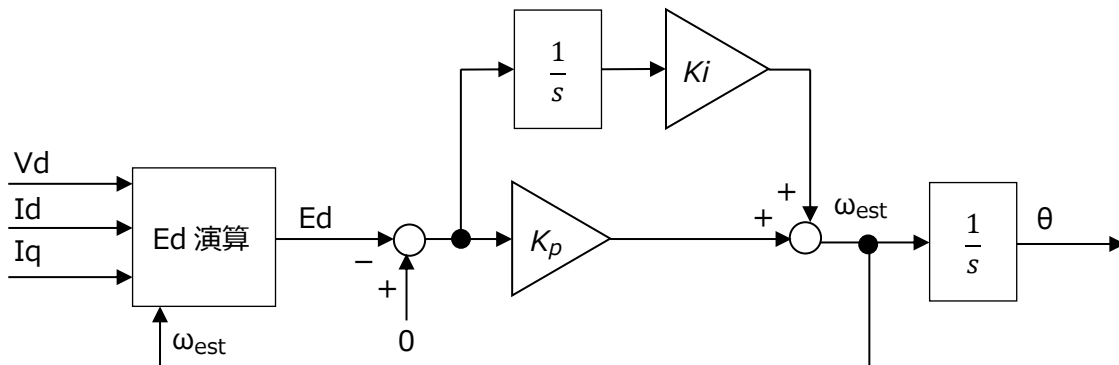 1/s
Ki
Vd
Id
Iq
Ed 演算
Ed
−
+
0
Kp
+
+
ωest
1/s
θ
ωest